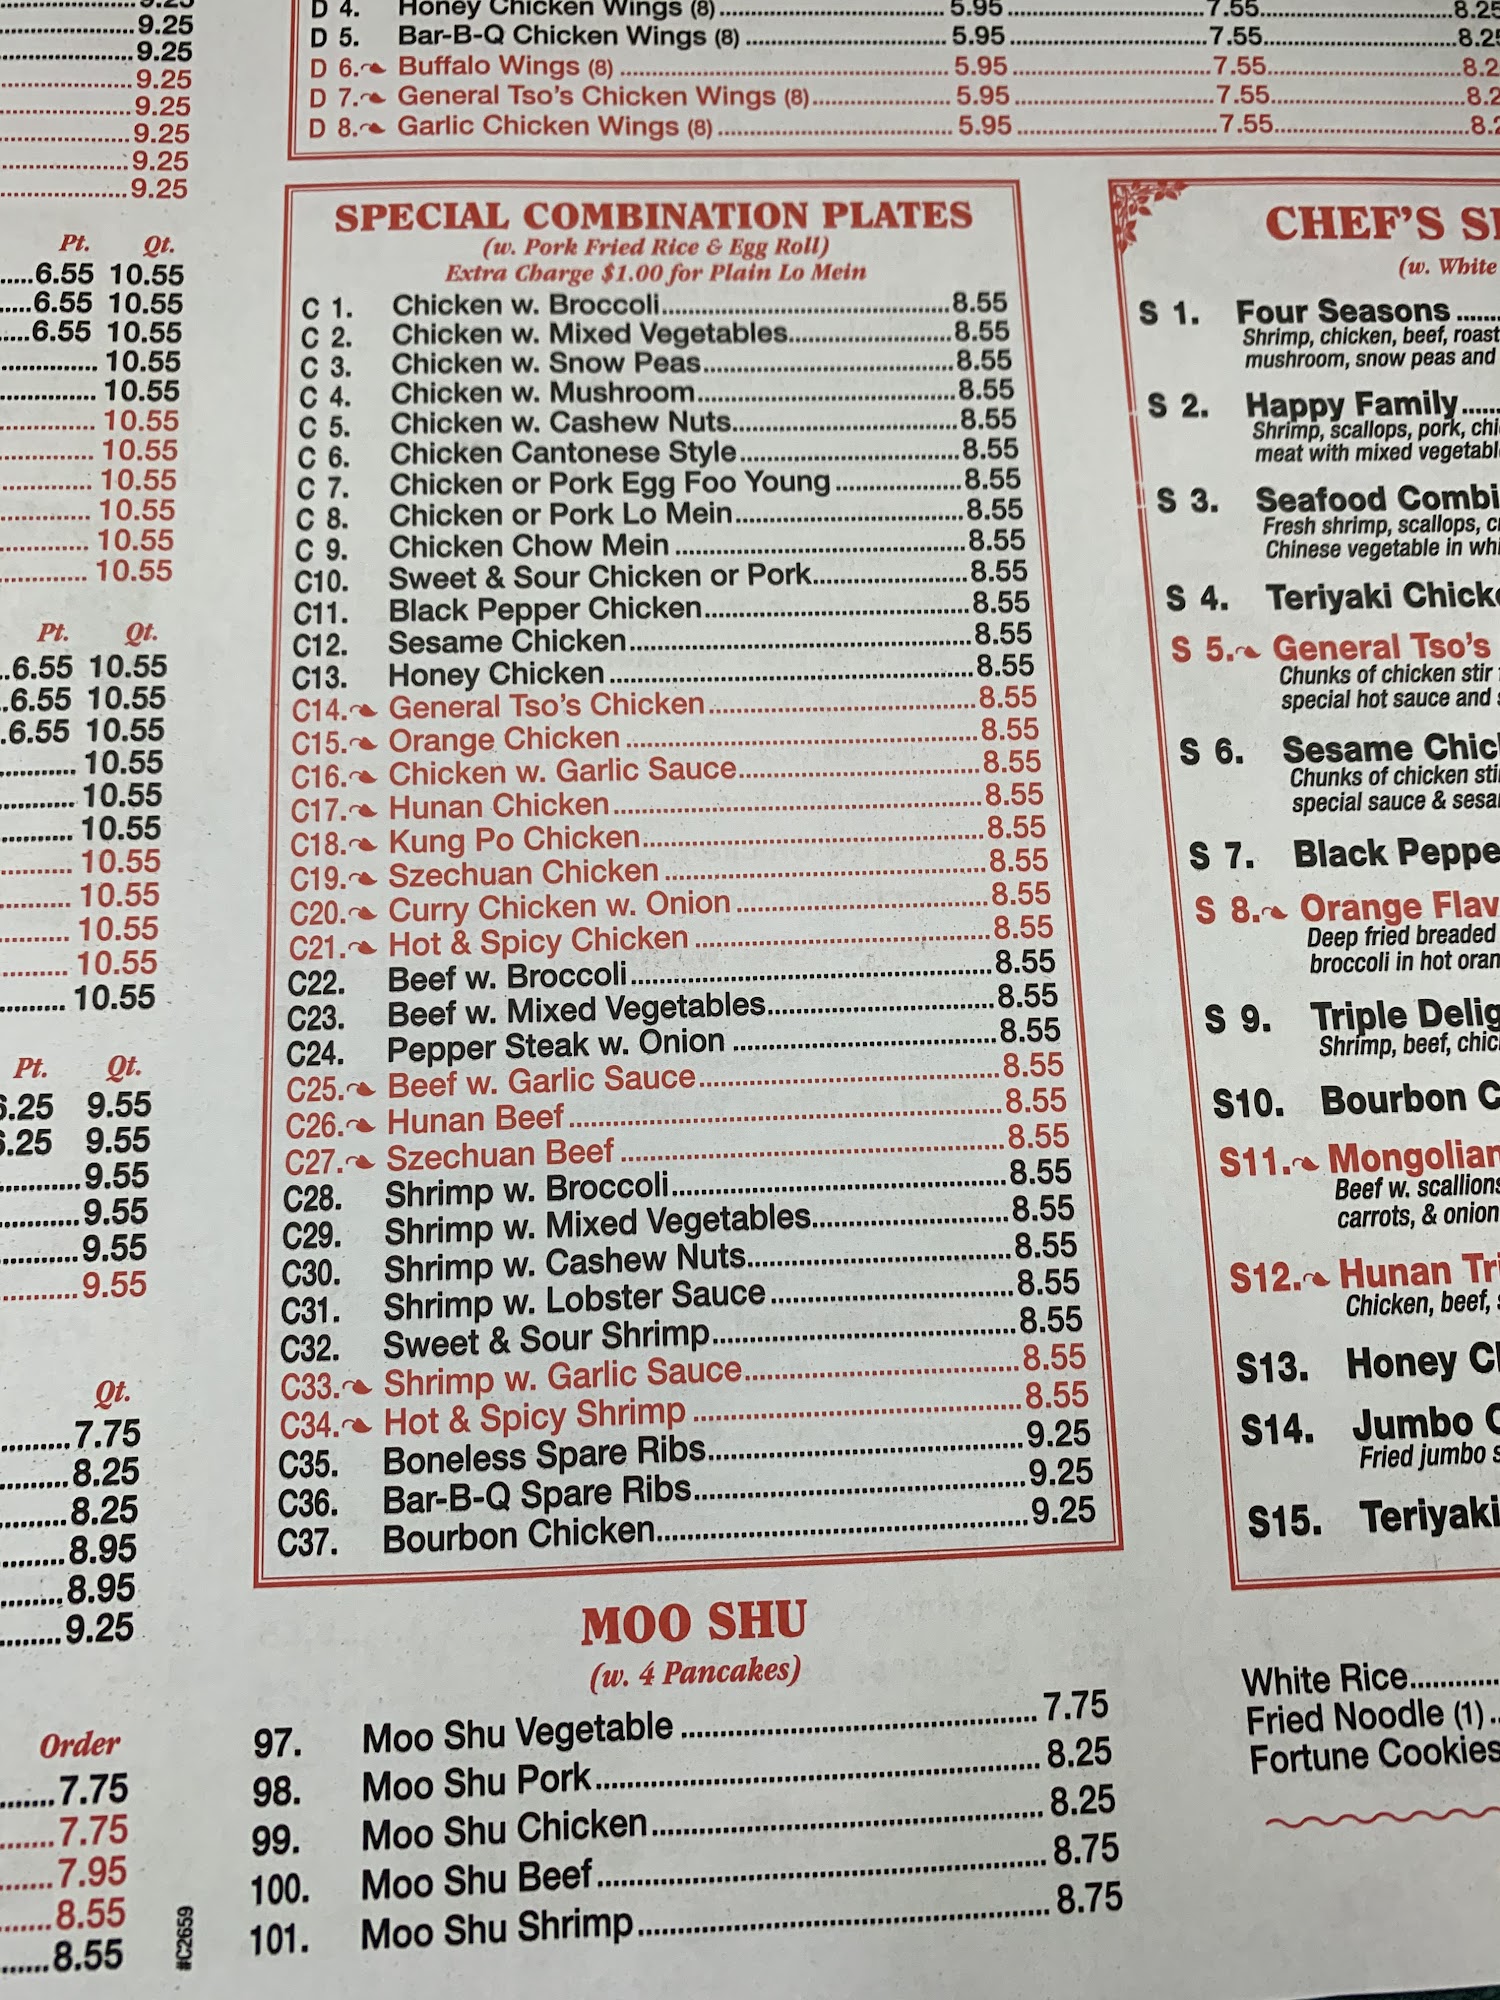 9.25
9.25
9.25
9.25
9.25
9.25
9.25
Pt. Qt.
6.55 10.55
6.55 10.55
6.55 10.55
10.55
10.55
10.55
10.55
10.55
10.55
10.55
10.55
Pt. Qt.
6.55 10.55
6.55 10.55
6.55 10.55
10.55
10.55
10.55
10.55
10.55
10.55
10.55
10.55
Pt. Qt.
6.25 9.55
6.25 9.55
9.55
9.55
9.55
9.55
Qt.
7.75
8.25
8.25
8.95
8.95
9.25
Order
7.75
7.75
7.95
8.55
8.55
#C2659
D 4. Honey Chicken Wings (8) 5.95 7.55 8.25
D 5. Bar-B-Q Chicken Wings (8) 5.95 7.55 8.25
D 6. Buffalo Wings (8) 5.95 7.55 8.2
D 7. General Tso's Chicken Wings (8) 5.95 7.55 8.2
D 8. Garlic Chicken Wings (8) 5.95 7.55 8.2
SPECIAL COMBINATION PLATES
(w. Pork Fried Rice & Egg Roll)
Extra Charge $1.00 for Plain Lo Mein
C 1. Chicken w. Broccoli 8.55
C 2. Chicken w. Mixed Vegetables 8.55
C 3. Chicken w. Snow Peas 8.55
C 4. Chicken w. Mushroom 8.55
C 5. Chicken w. Cashew Nuts 8.55
C 6. Chicken Cantonese Style 8.55
C 7. Chicken or Pork Egg Foo Young 8.55
C 8. Chicken or Pork Lo Mein 8.55
C 9. Chicken Chow Mein 8.55
C10. Sweet & Sour Chicken or Pork 8.55
C11. Black Pepper Chicken 8.55
C12. Sesame Chicken 8.55
C13. Honey Chicken 8.55
C14. General Tso's Chicken 8.55
C15. Orange Chicken 8.55
C16. Chicken w. Garlic Sauce 8.55
C17. Hunan Chicken 8.55
C18. Kung Po Chicken 8.55
C19. Szechuan Chicken 8.55
C20. Curry Chicken w. Onion 8.55
C21. Hot & Spicy Chicken 8.55
C22. Beef w. Broccoli 8.55
C23. Beef w. Mixed Vegetables 8.55
C24. Pepper Steak w. Onion 8.55
C25. Beef w. Garlic Sauce 8.55
C26. Hunan Beef 8.55
C27. Szechuan Beef 8.55
C28. Shrimp w. Broccoli 8.55
C29. Shrimp w. Mixed Vegetables 8.55
C30. Shrimp w. Cashew Nuts 8.55
C31. Shrimp w. Lobster Sauce 8.55
C32. Sweet & Sour Shrimp 8.55
C33. Shrimp w. Garlic Sauce 8.55
C34. Hot & Spicy Shrimp 8.55
C35. Boneless Spare Ribs 9.25
C36. Bar-B-Q Spare Ribs 9.25
C37. Bourbon Chicken 9.25
MOO SHU
(w. 4 Pancakes)
97. Moo Shu Vegetable 7.75
98. Moo Shu Pork 8.25
99. Moo Shu Chicken 8.25
100. Moo Shu Beef 8.75
101. Moo Shu Shrimp 8.75
CHEF'S S
(w. White
S 1. Four Seasons
Shrimp, chicken, beef, roast
mushroom, snow peas and
S 2. Happy Family
Shrimp, scallops, pork, chi
meat with mixed vegetabl
S 3. Seafood Combi
Fresh shrimp, scallops, c
Chinese vegetable in whi
S 4. Teriyaki Chick
S 5. General Tso's
Chunks of chicken stir
special hot sauce and
S 6. Sesame Chic
Chunks of chicken sti
special sauce & sesa
S 7. Black Peppe
S 8. Orange Flav
Deep fried breaded
broccoli in hot oran
S 9. Triple Delig
Shrimp, beef, chic
S10. Bourbon C
S11. Mongolian
Beef w. scallions
carrots, & onion
S12. Hunan Tri
Chicken, beef,
S13. Honey C
S14. Jumbo
Fried jumbo s
S15. Teriyaki
White Rice
Fried Noodle (1)
Fortune Cookies